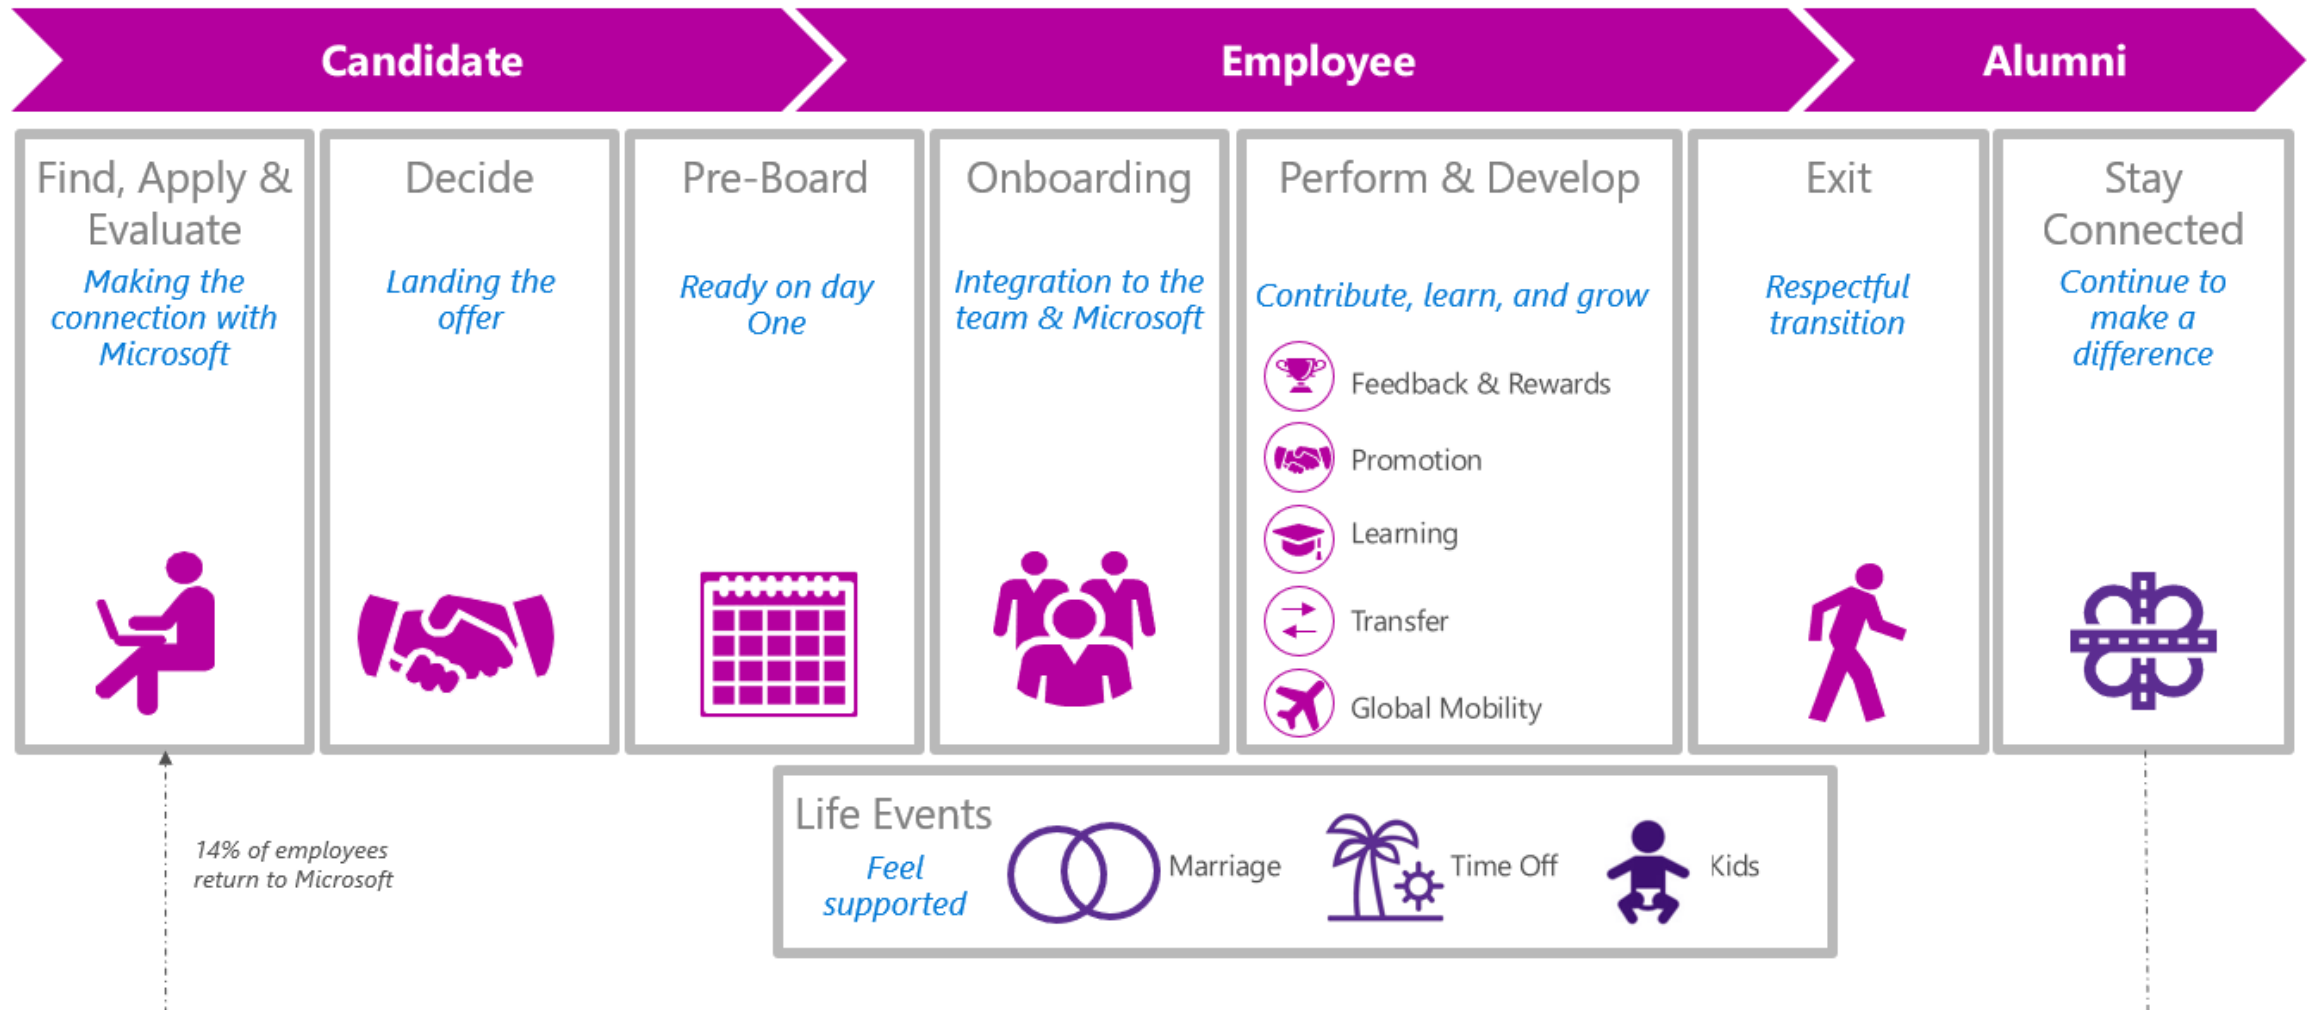 Candidate
Employee
Alumni
Find, Apply &
Evaluate
Making the
connection with
Microsoft
Decide
Landing the
offer
Pre-Board
Ready on day
One
Onboarding
Integration to the
team & Microsoft
Perform & Develop
Contribute, learn, and grow
Feedback & Rewards
Promotion
Learning
Transfer
Global Mobility
Exit
Respectful
transition
Stay
Connected
Continue to
make a
difference
14% of employees
return to Microsoft
Life Events
Feel
supported
Marriage
Time Off
Kids